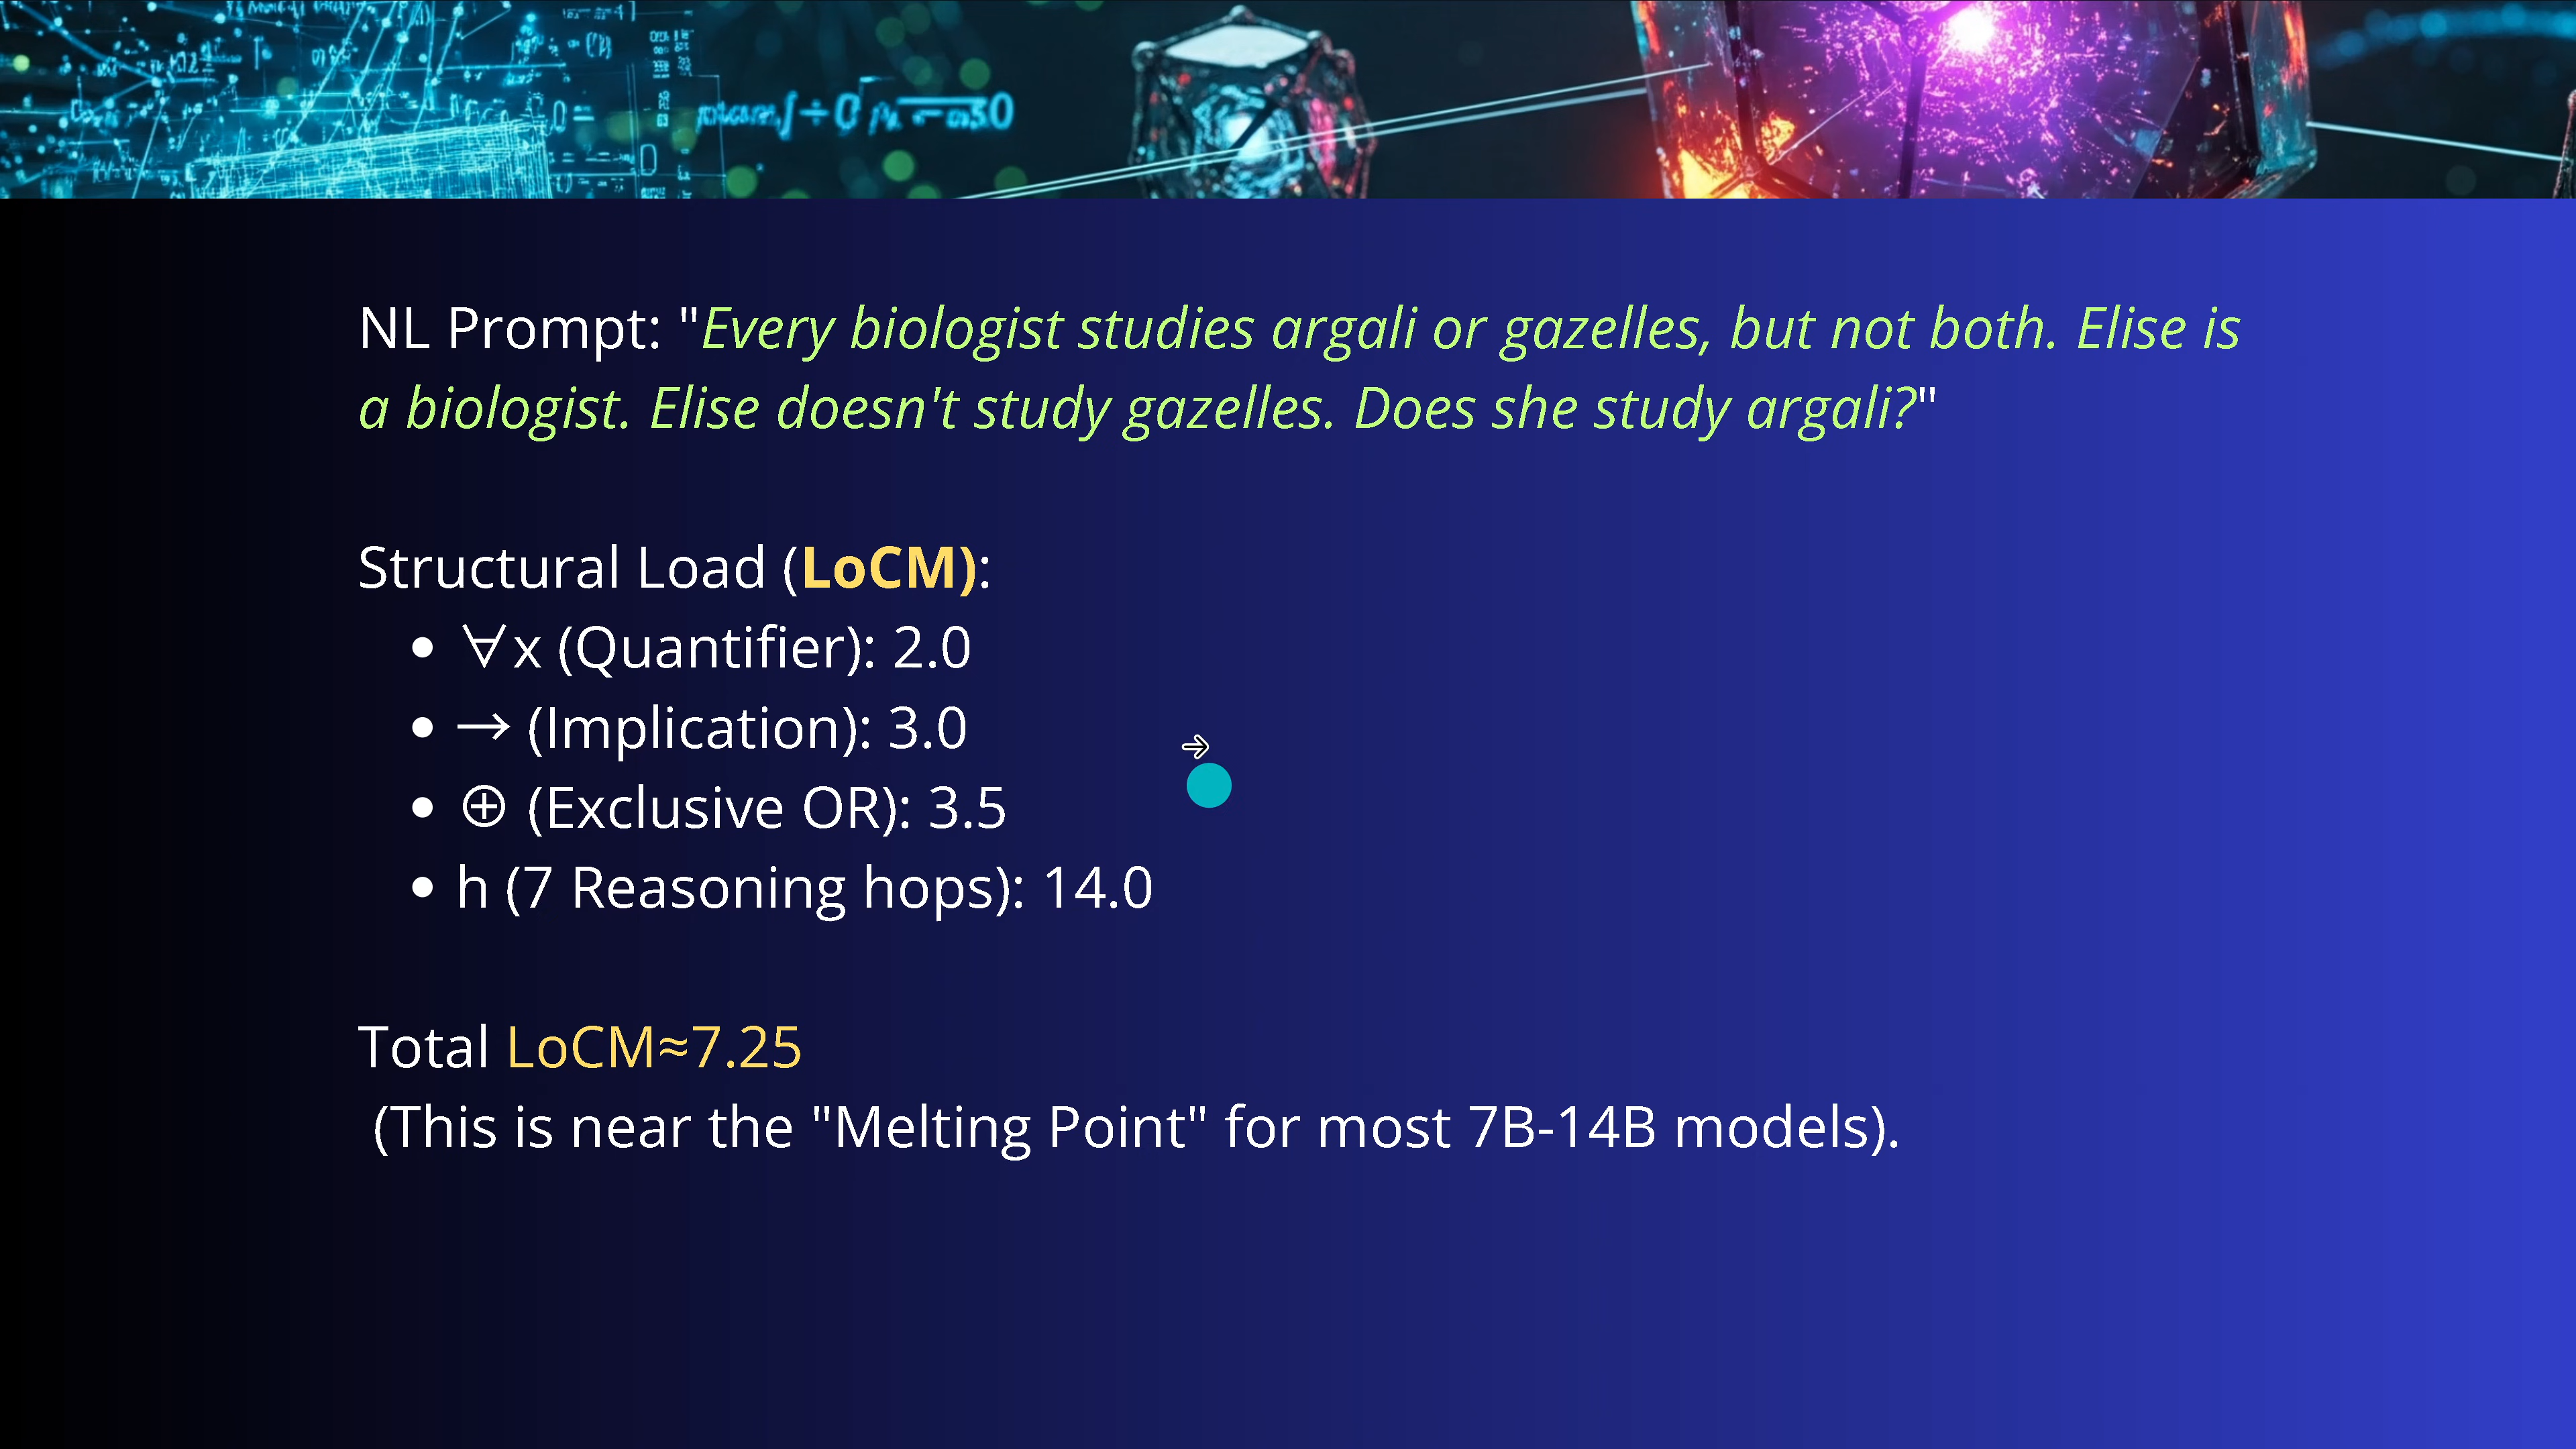 NL Prompt: "Every biologist studies argali or gazelles, but not both. Elise is
a biologist. Elise doesn't study gazelles. Does she study argali?"
Structural Load (LoCM):
• ∀x (Quantifier): 2.0
• → (Implication): 3.0
• ⊕ (Exclusive OR): 3.5
• h (7 Reasoning hops): 14.0
Total LoCM≈7.25
(This is near the "Melting Point" for most 7B-14B models).